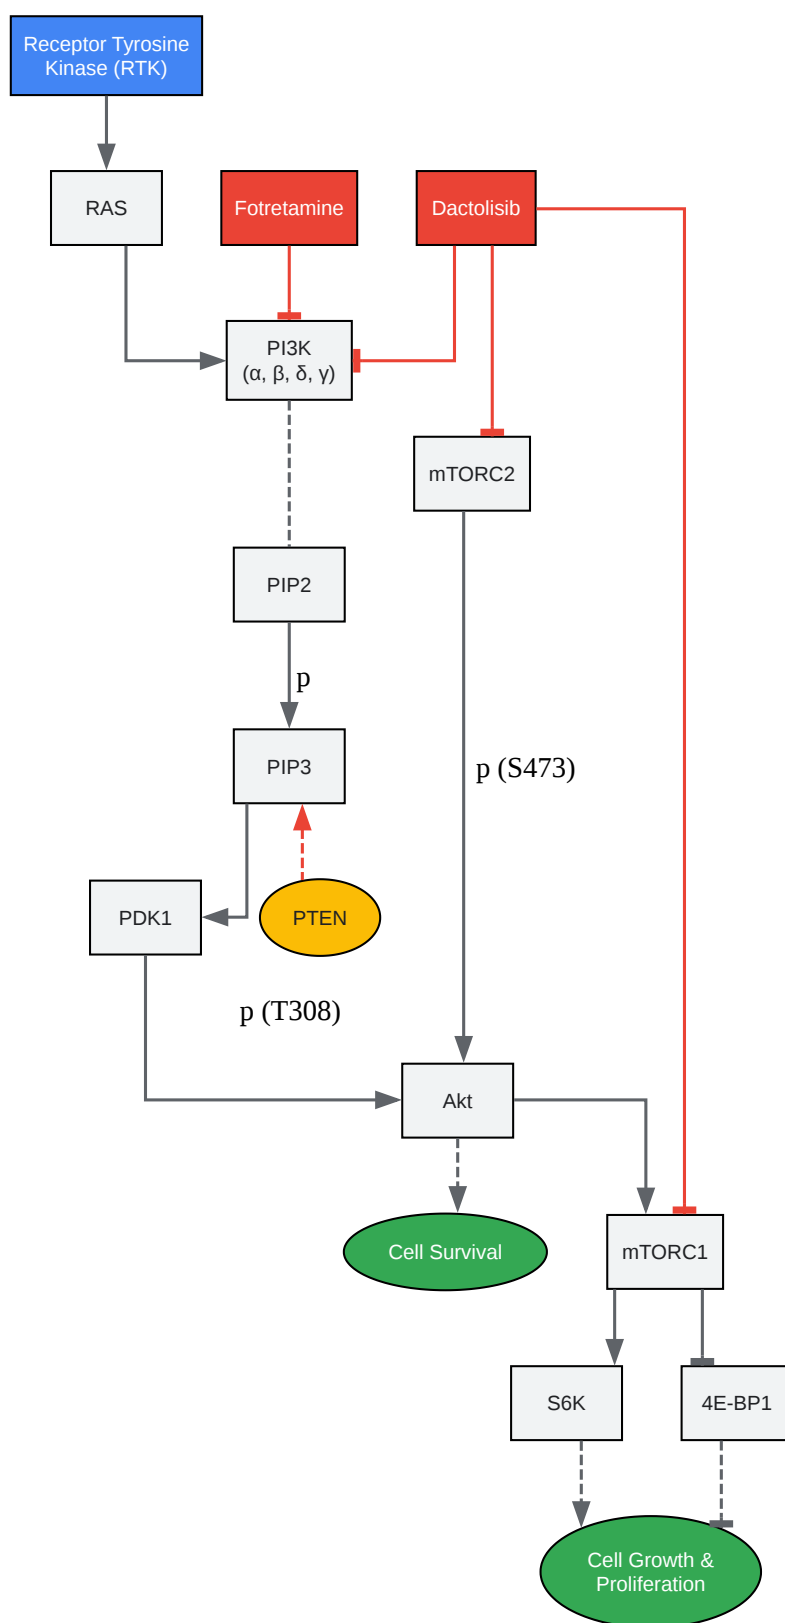 Receptor Tyrosine
Kinase (RTK)
RAS
Fotretamine
Dactolisib
PI3K
(α, β, δ, γ)
mTORC2
PIP2
p
PIP3
p (S473)
PDK1
PTEN
p (T308)
Akt
Cell Survival
mTORC1
S6K
4E-BP1
Cell Growth &
Proliferation